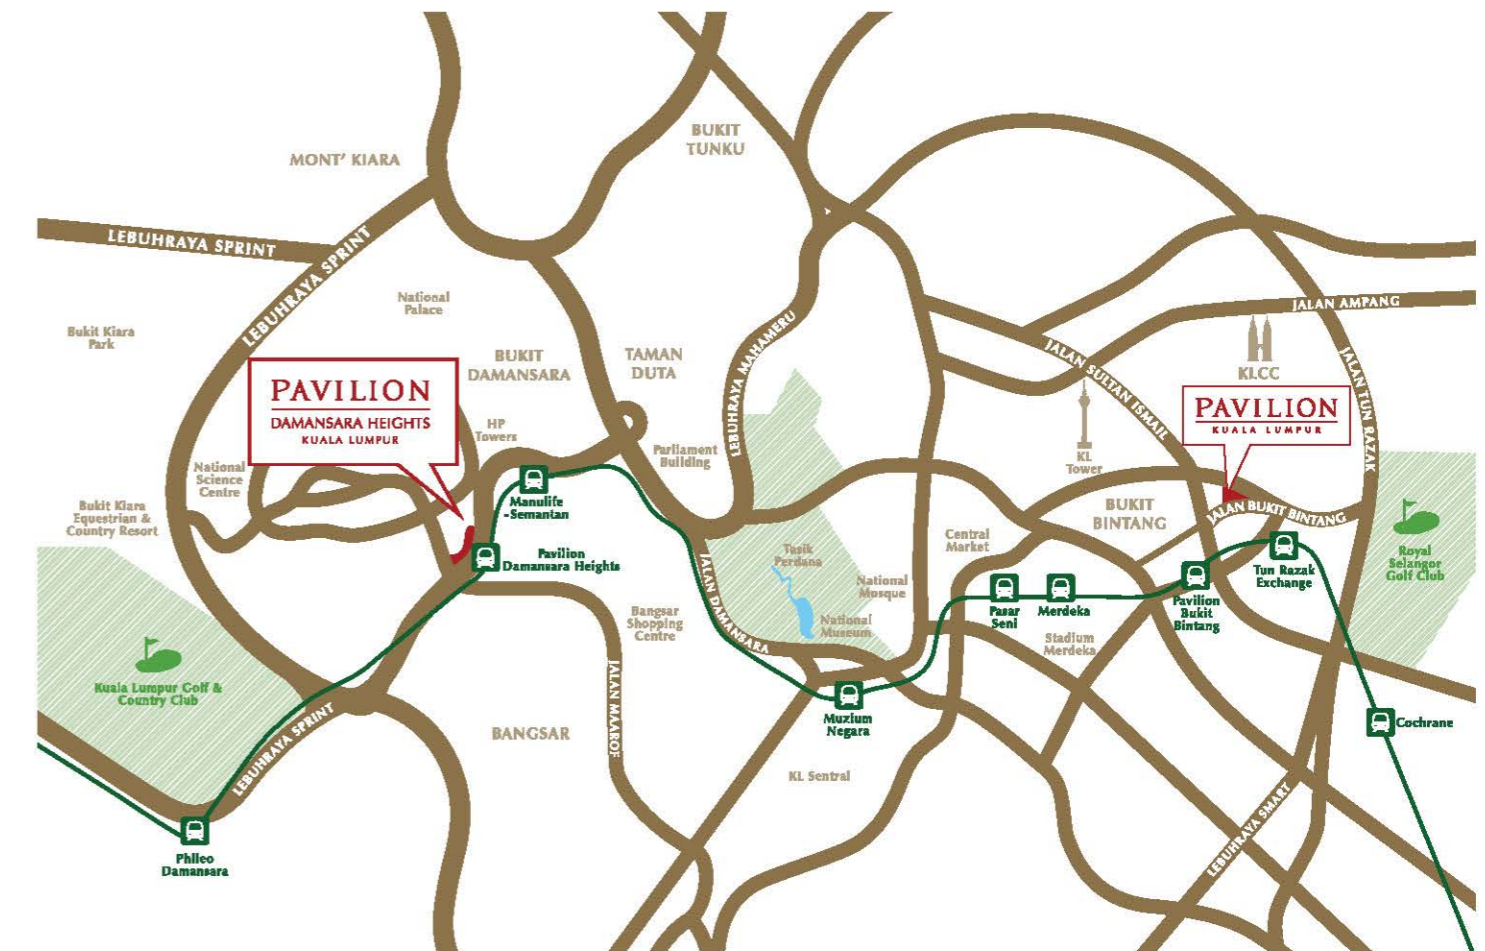 BUKIT
TUNKU
MONT' KIARA
LEBUHRAYA SPRINT
LEBUHRAYA SPRINT
National
Palace
Bukit Kiara
Park
BUKIT
DAMANSARA
TAMAN
DUTA
LEBUHRAYA MAHAMERU
JALAN AMPANG
JALAN SULTAN ISMAIL
KLCC
JALAN TUN RAZAK
PAVILION
DAMANSARA HEIGHTS
KUALA LUMPUR
PAVILION
KUALA LUMPUR
HP
Towers
Parliament
Building
KL
Tower
National
Science
Centre
Bukit Kiara
Equestrian &
Country Resort
Manulife
-Semantan
BUKIT
BINTANG
JALAN BUKIT BINTANG
Central
Market
Pavilion
Damansara Heights
Tasik
Perdana
National
Mosque
Royal
Selangor
Golf Club
Tun Razak
Exchange
JALAN DAMANSARA
Bangsar
Shopping
Centre
National
Museum
Pasar
Seni
Merdeka
Pavilion
Bukit
Bintang
Stadium
Merdeka
Kuala Lumpur Golf &
Country Club
JALAN MAAROF
LEBUHRAYA SPRINT
BANGSAR
Muzium
Negara
Cochrane
KL Sentral
LEBUHRAYA SMART
Phileo
Damansara